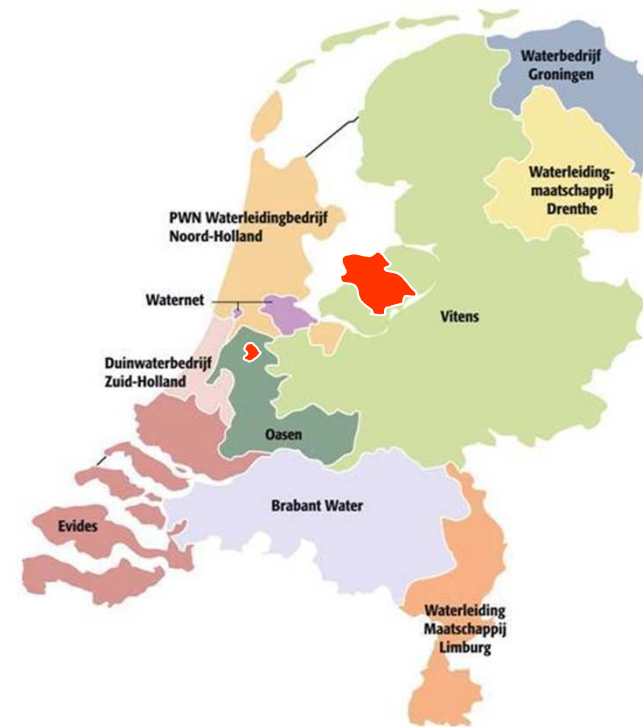 Waterbedrijf
Groningen
Waterleiding-
maatschappij
Drenthe
PWN Waterleidingbedrijf
Noord-Holland
Waternet
Vitens
Duinwaterbedrijf
Zuid-Holland
Oasen
Brabant Water
Evides
Waterleiding
Maatschappij
Limburg